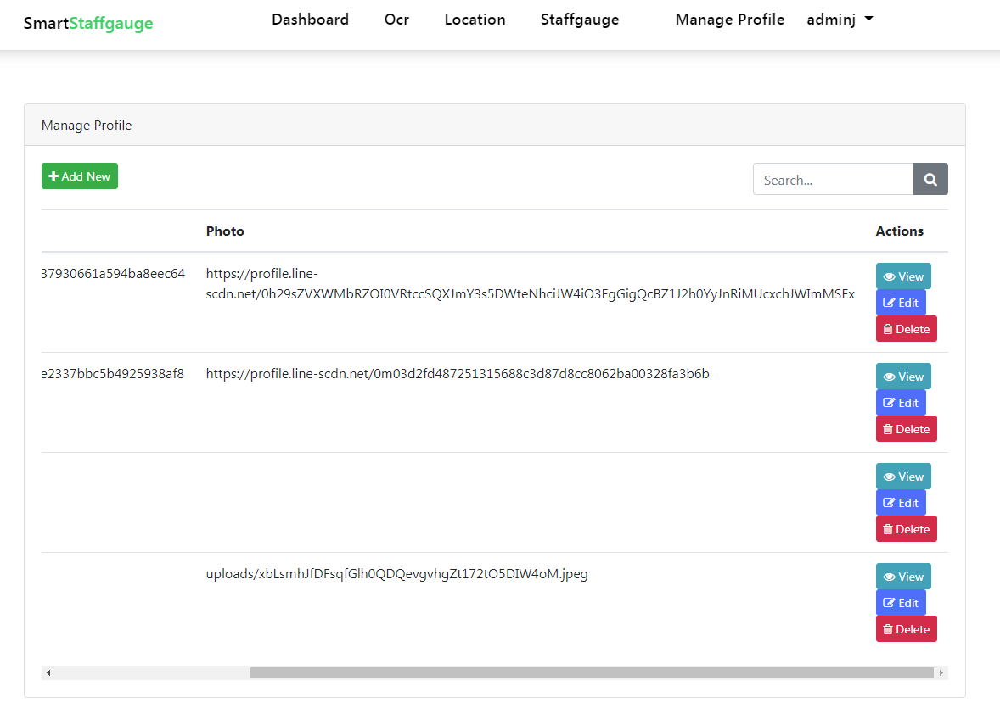 SmartStaffgauge
Dashboard Ocr Location Staffgauge Manage Profile adminj
Manage Profile
Add New
Search...
Photo Actions
37930661a594ba8eec64 https://profile.line- View
scdn.net/0h29sZVXWMbRZOI0VRtccSQXJmY3s5DWteNhciJW4iO3FgGigQcBZ1J2h0YyJnRiMUcxchJWImMSEx
Edit
Delete
e2337bbc5b4925938af8 https://profile.line-scdn.net/0m03d2fd487251315688c3d87d8cc8062ba00328fa3b6b View
Edit
Delete
View
Edit
Delete
uploads/xbLsmhJfDFsqfGlh0QDQevgvhgZt172tO5DIW4oM.jpeg View
Edit
Delete